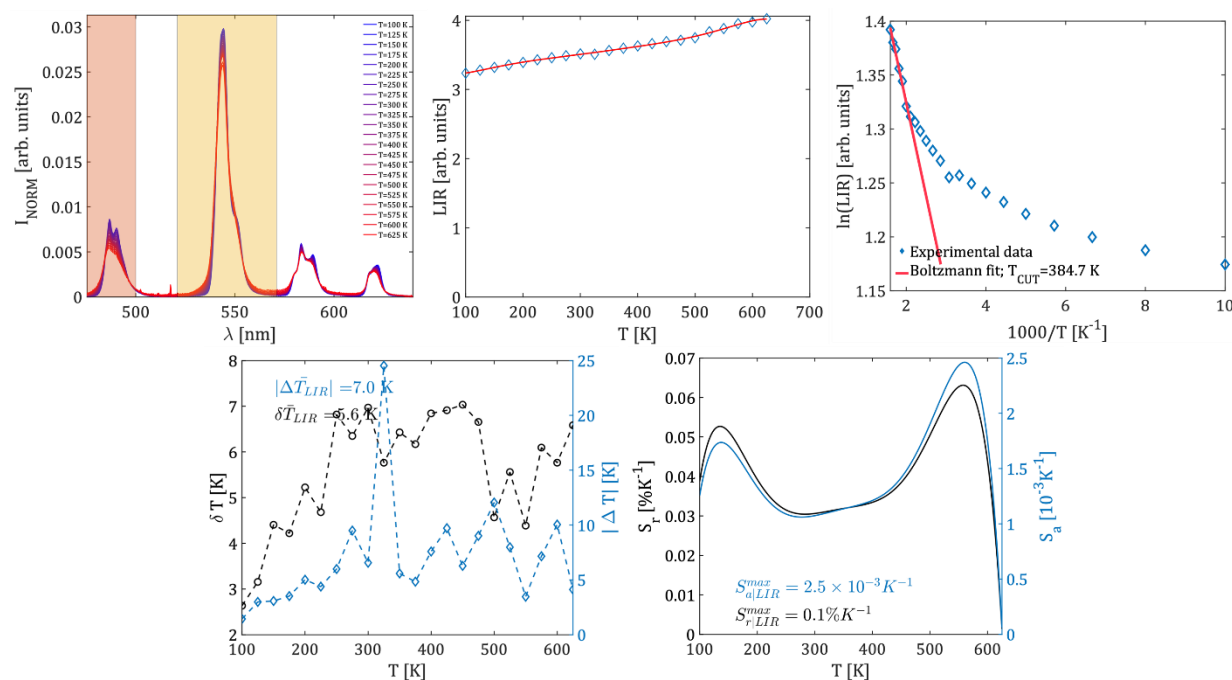 0.03
0.025
0.02
0.015
0.01
0.005
0
I_NORM [arb. units]
500
550
600
λ [nm]
T=100 K
T=125 K
T=150 K
T=175 K
T=200 K
T=225 K
T=250 K
T=275 K
T=300 K
T=325 K
T=350 K
T=375 K
T=400 K
T=425 K
T=450 K
T=475 K
T=500 K
T=525 K
T=550 K
T=575 K
T=600 K
T=625 K
4
3
2
1
0
LIR [arb. units]
100 200 300 400 500 600 700
T [K]
1.4
1.35
1.3
1.25
1.2
1.15
ln(LIR) [arb. units]
Experimental data
Boltzmann fit; T_CUT=384.7 K
2 4 6 8 10
1000/T [K⁻¹]
8
7
6
5
4
3
2
δ T [K]
|ΔT̄_LIR| =7.0 K
δT̄_LIR =5.6 K
25
20
15
10
5
0
|Δ T| [K]
100 200 300 400 500 600
T [K]
0.07
0.06
0.05
0.04
0.03
0.02
0.01
0
S_r [%K⁻¹]
S_a|LIR^max = 2.5 × 10⁻³K⁻¹
S_r|LIR^max = 0.1%K⁻¹
2.5
2
1.5
1
0.5
0
S_a [10⁻³K⁻¹]
100 200 300 400 500 600
T [K]